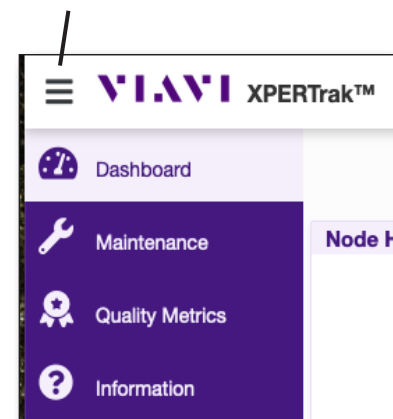 VIAVI XPERTrak™
Dashboard
Maintenance
Node H
Quality Metrics
Information